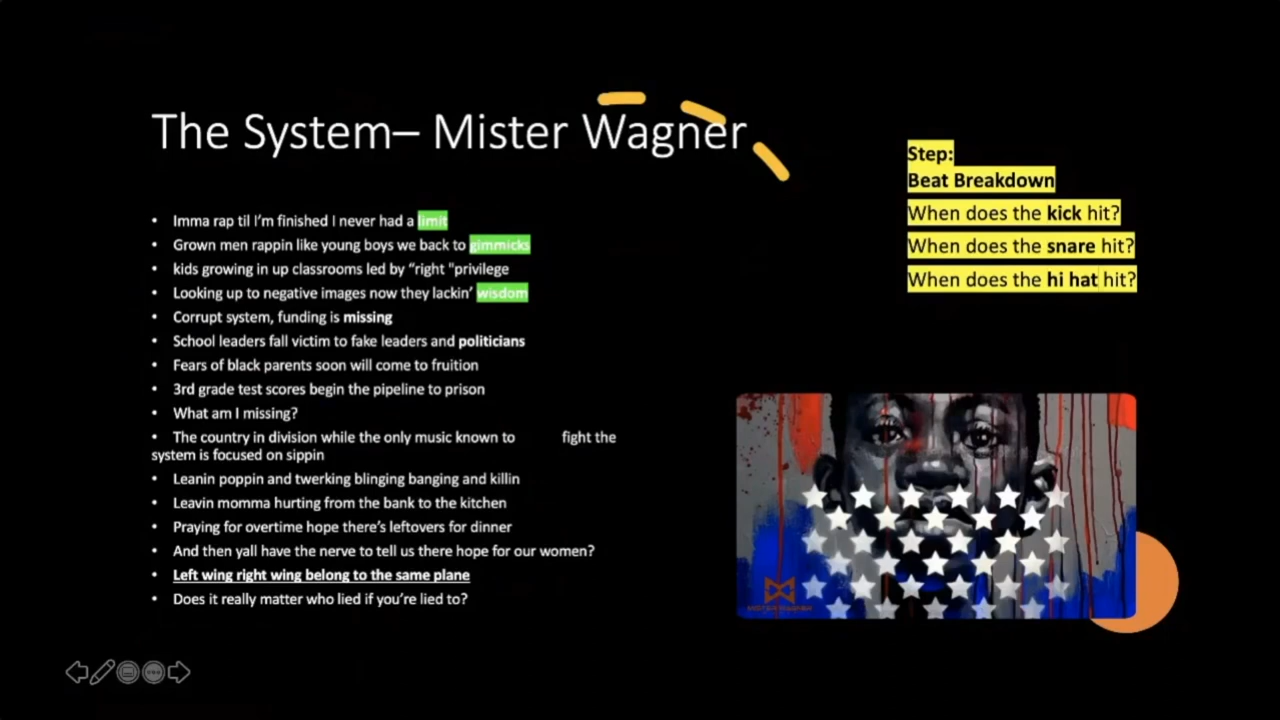 The System– Mister Wagner
• Imma rap til I'm finished I never had a limit
• Grown men rappin like young boys we back to gimmicks
• kids growing in up classrooms led by “right "privilege
• Looking up to negative images now they lackin’ wisdom
• Corrupt system, funding is missing
• School leaders fall victim to fake leaders and politicians
• Fears of black parents soon will come to fruition
• 3rd grade test scores begin the pipeline to prison
• What am I missing?
• The country in division while the only music known to fight the
system is focused on sippin
• Leanin poppin and twerking blinging banging and killin
• Leavin momma hurting from the bank to the kitchen
• Praying for overtime hope there’s leftovers for dinner
• And then yall have the nerve to tell us there hope for our women?
• Left wing right wing belong to the same plane
• Does it really matter who lied if you’re lied to?
Step:
Beat Breakdown
When does the kick hit?
When does the snare hit?
When does the hi hat hit?
MISTER WAGNER